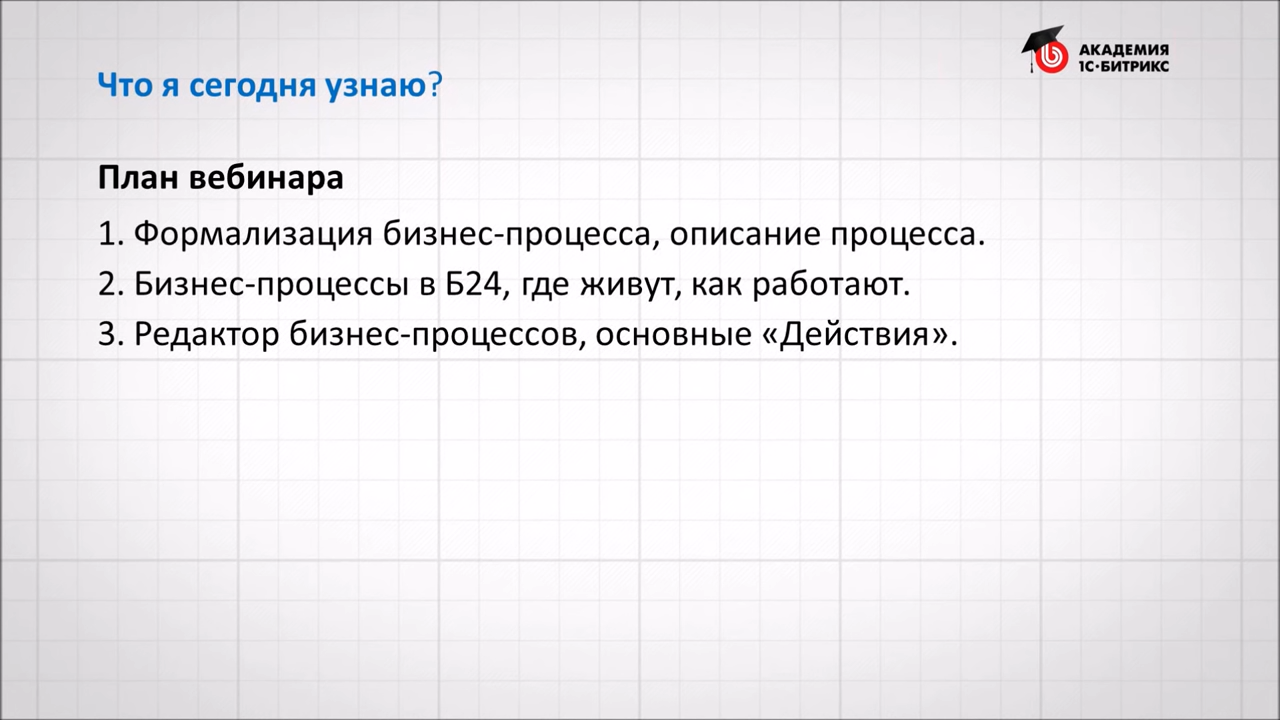 АКАДЕМИЯ
1С•БИТРИКС
Что я сегодня узнаю?
План вебинара
1. Формализация бизнес-процесса, описание процесса.
2. Бизнес-процессы в Б24, где живут, как работают.
3. Редактор бизнес-процессов, основные «Действия».